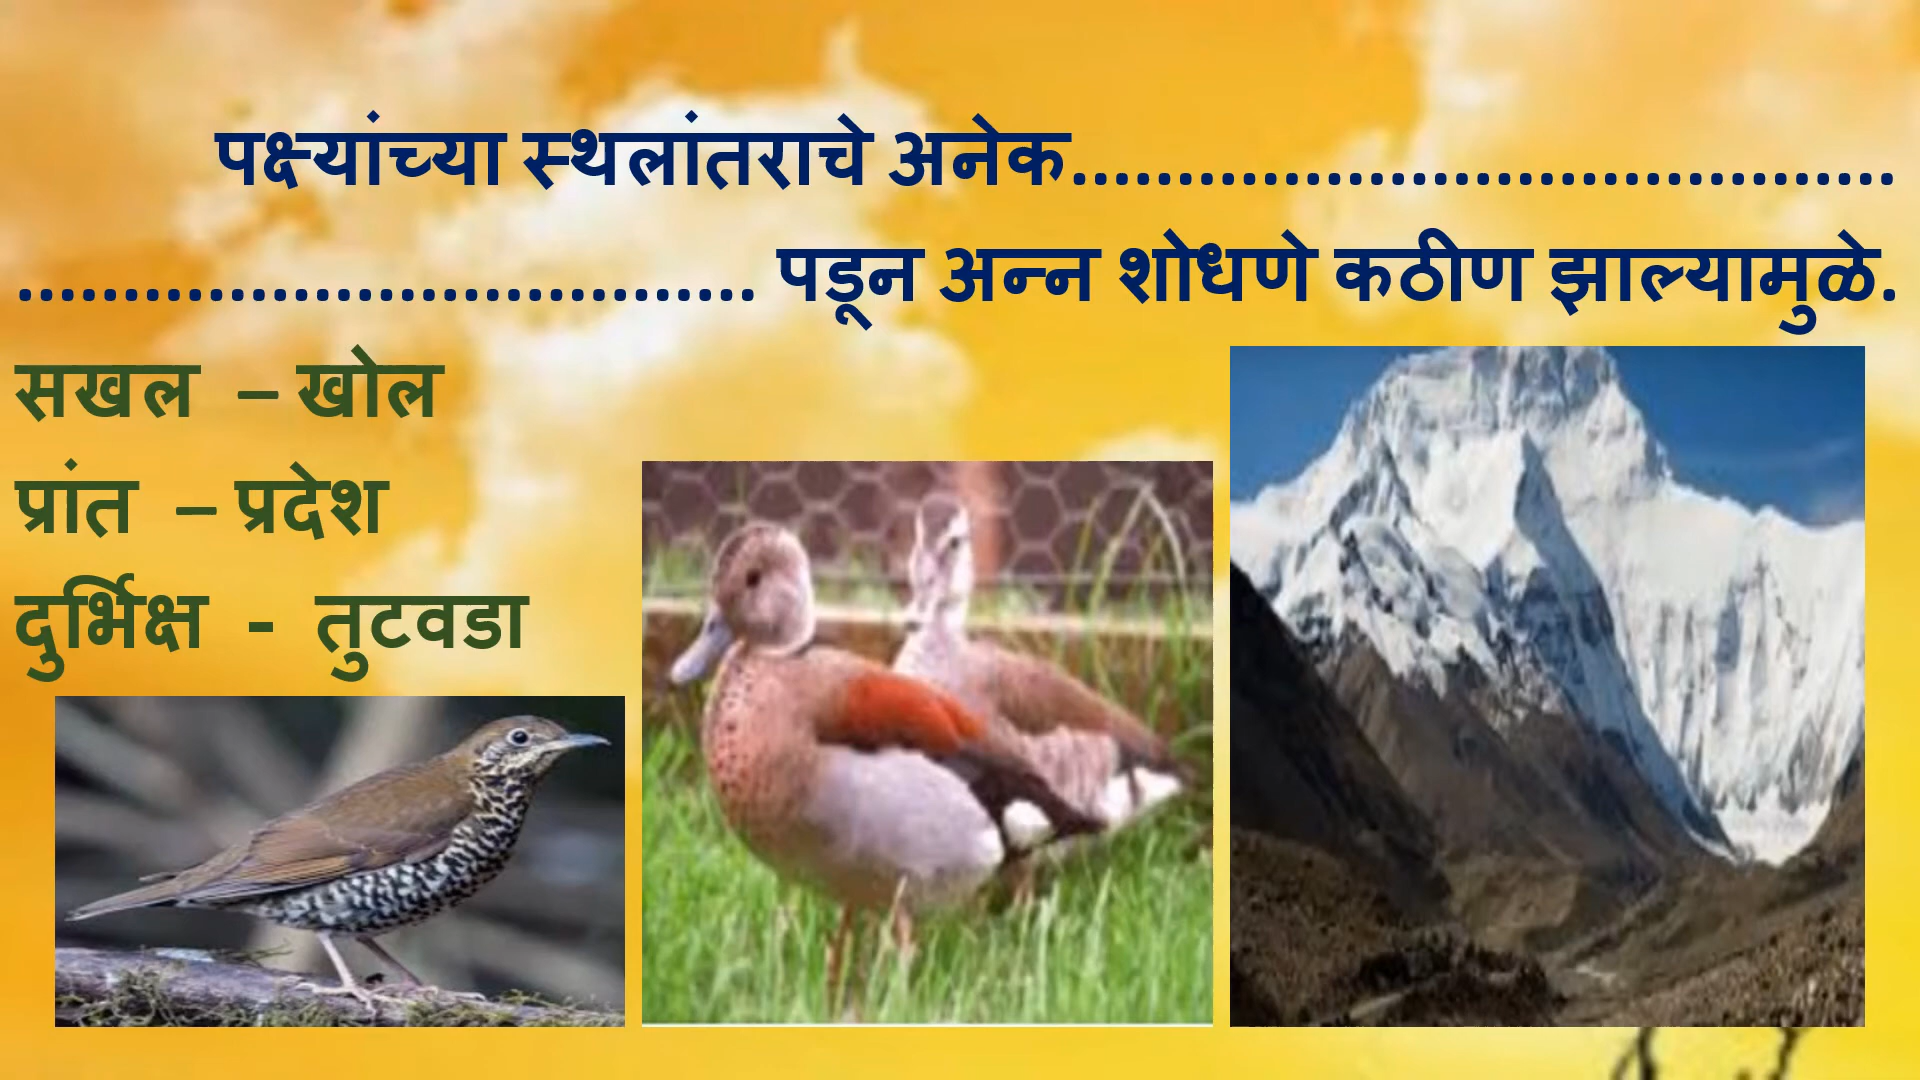 पक्ष्यांच्या स्थलांतराचे अनेक.......................................
................................... पडून अन्न शोधणे कठीण झाल्यामुळे.
सखल – खोल
प्रांत – प्रदेश
दुर्भिक्ष - तुटवडा